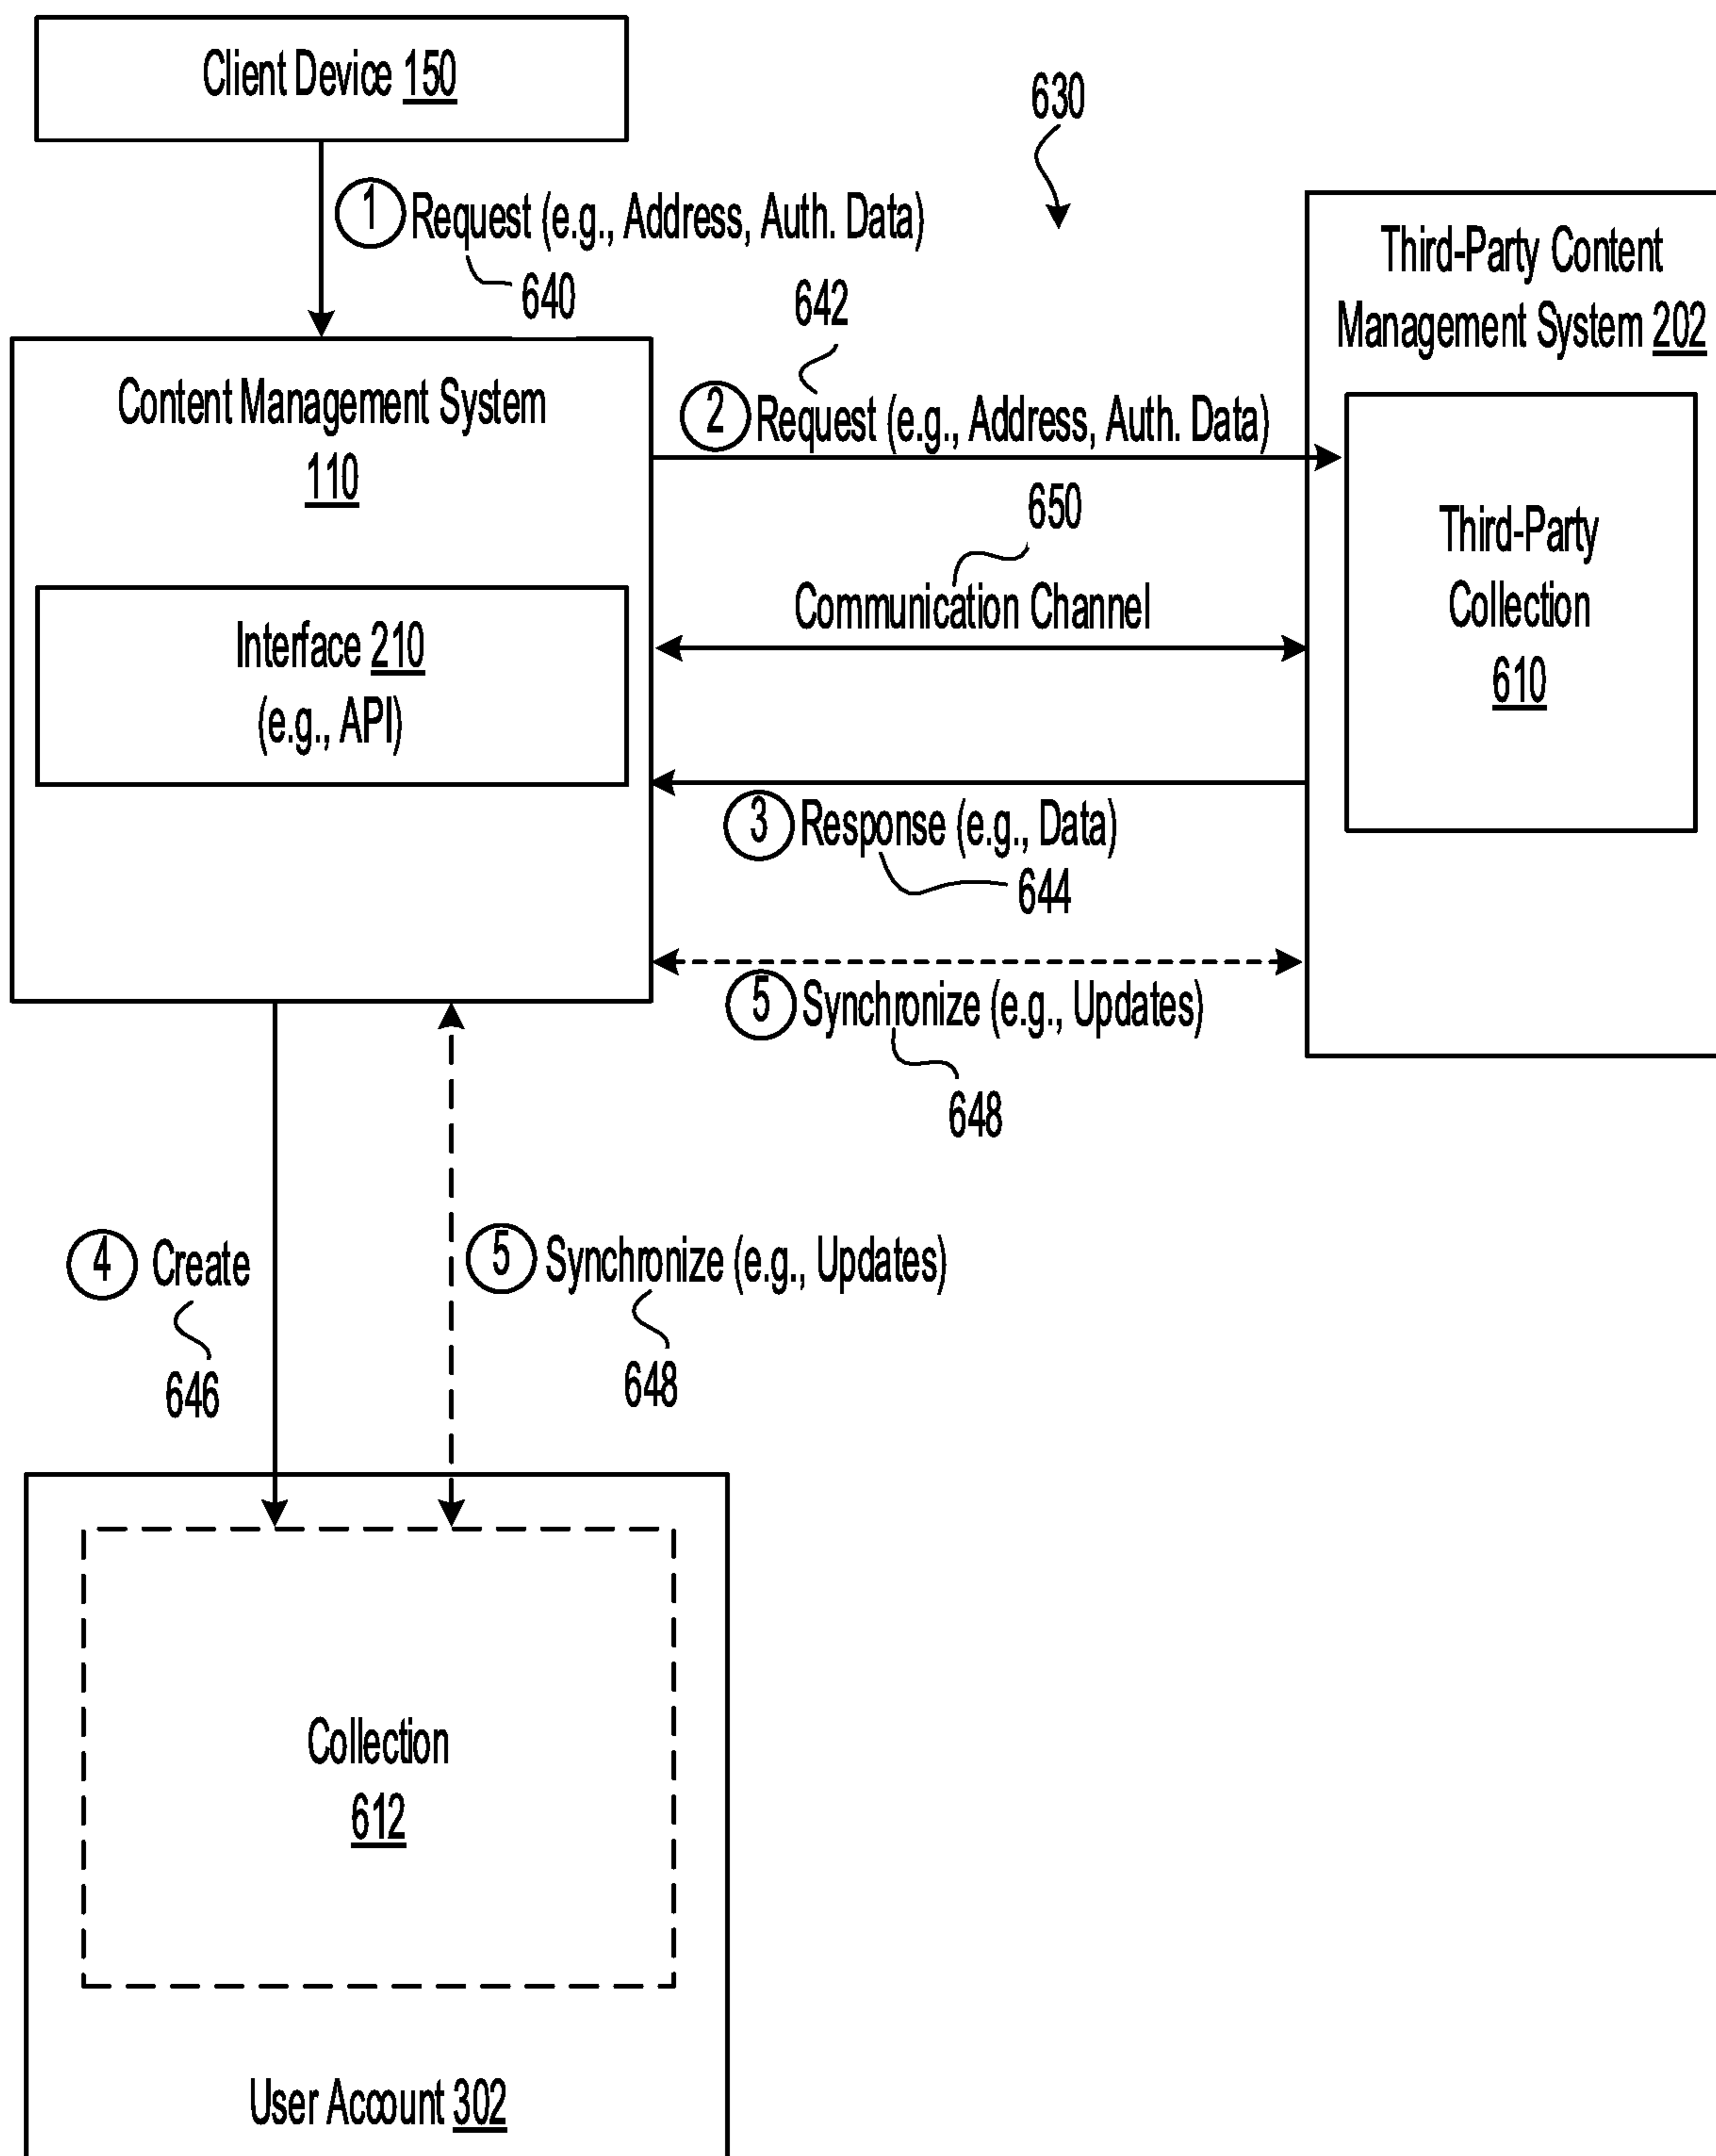 Client Device 150
630
1 Request (e.g., Address, Auth. Data)
640
642
Third-Party Content
Management System 202
Content Management System
110
2 Request (e.g., Address, Auth. Data)
650
Communication Channel
Third-Party
Collection
610
Interface 210
(e.g., API)
3 Response (e.g., Data)
644
5 Synchronize (e.g., Updates)
648
4 Create
646
5 Synchronize (e.g., Updates)
648
Collection
612
User Account 302